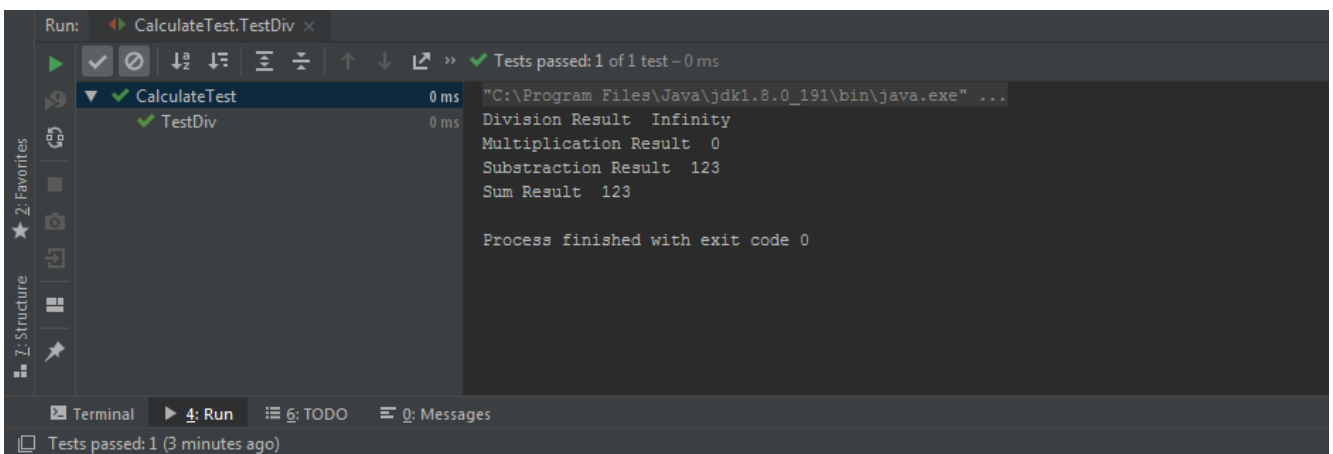 Run: CalculateTest.TestDiv ×
Tests passed: 1 of 1 test – 0 ms
CalculateTest 0 ms
TestDiv 0 ms
"C:\Program Files\Java\jdk1.8.0_191\bin\java.exe" ...
Division Result  Infinity
Multiplication Result  0
Substraction Result  123
Sum Result  123
Process finished with exit code 0
2: Favorites
7: Structure
Terminal 4: Run 6: TODO 0: Messages
Tests passed: 1 (3 minutes ago)